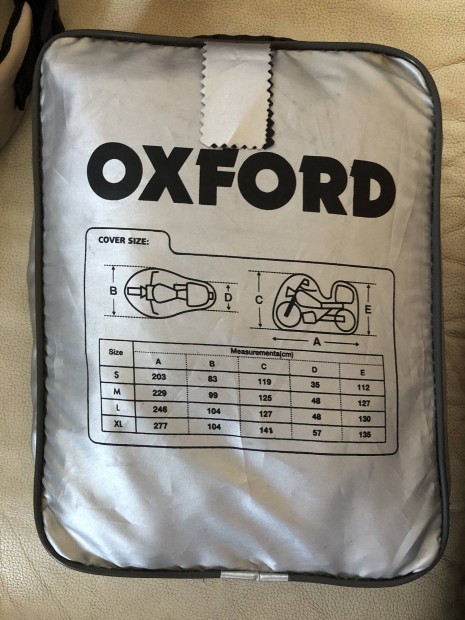 OXFORD
COVER SIZE:
B D C E
A
Size Measurements(cm)
A B C D E
S 203 83 119 35 112
M 229 99 125 48 127
L 246 104 127 48 130
XL 277 104 141 57 135